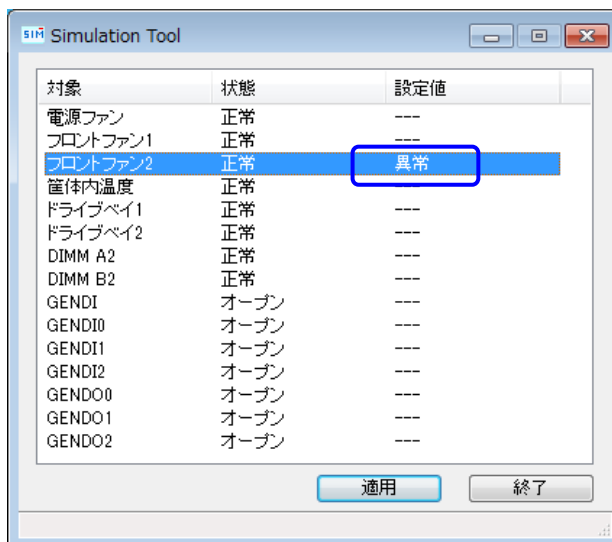 SIM Simulation Tool
対象 状態 設定値
電源ファン 正常 ---
フロントファン1 正常 ---
フロントファン2 正常 異常
筐体内温度 正常 ---
ドライブベイ1 正常 ---
ドライブベイ2 正常 ---
DIMM A2 正常 ---
DIMM B2 正常 ---
GENDI オープン ---
GENDI0 オープン ---
GENDI1 オープン ---
GENDI2 オープン ---
GENDO0 オープン ---
GENDO1 オープン ---
GENDO2 オープン ---
適用 終了